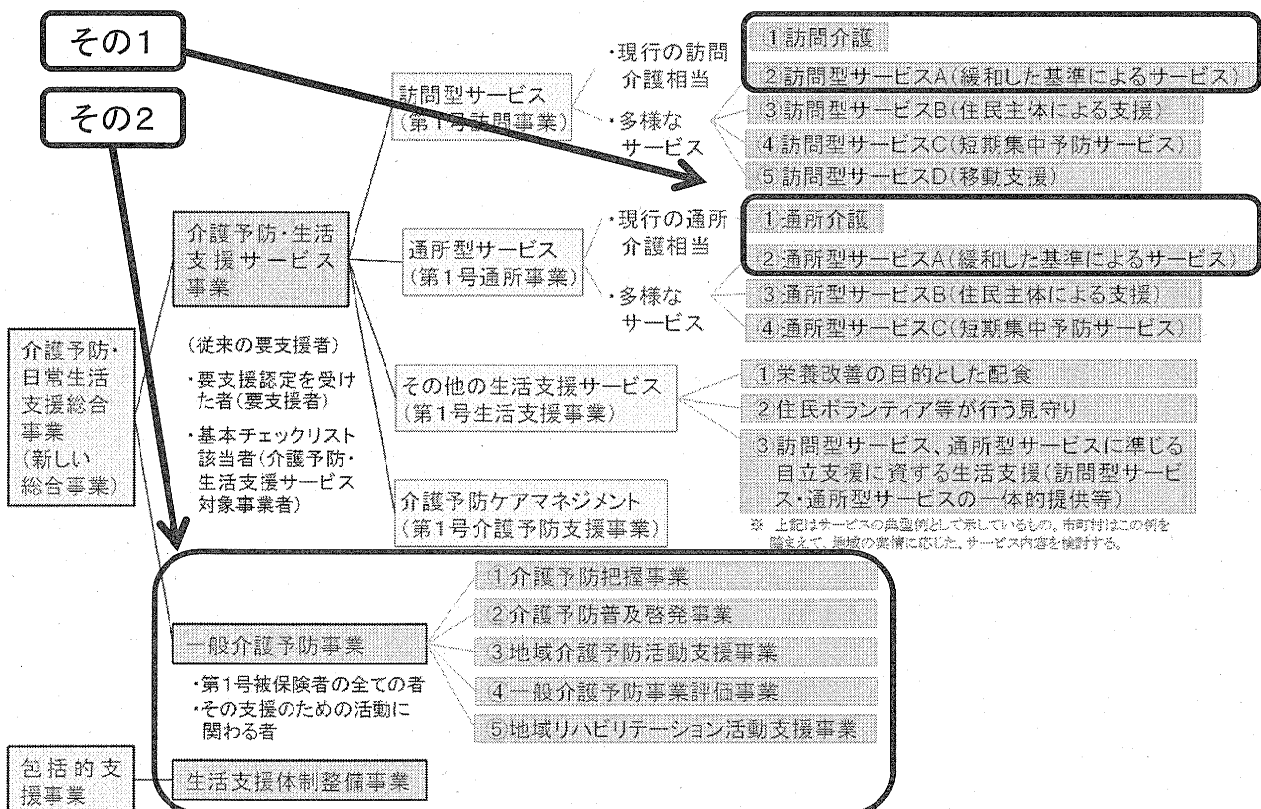 その1
その2
介護予防・
日常生活
支援総合
事業
(新しい
総合事業)
包括的支
援事業
介護予防・生活
支援サービス
事業
(従来の要支援者)
・要支援認定を受け
た者(要支援者)
・基本チェックリスト
該当者(介護予防・
生活支援サービス
対象事業者)
一般介護予防事業
・第1号被保険者の全ての者
・その支援のための活動に
関わる者
生活支援体制整備事業
訪問型サービス
(第1号訪問事業)
・現行の訪問
介護相当
・多様な
サービス
①訪問介護
②訪問型サービスA(緩和した基準によるサービス)
③訪問型サービスB(住民主体による支援)
④訪問型サービスC(短期集中予防サービス)
⑤訪問型サービスD(移動支援)
通所型サービス
(第1号通所事業)
・現行の通所
介護相当
・多様な
サービス
①通所介護
②通所型サービスA(緩和した基準によるサービス)
③通所型サービスB(住民主体による支援)
④通所型サービスC(短期集中予防サービス)
その他の生活支援サービス
(第1号生活支援事業)
①栄養改善の目的とした配食
②住民ボランティア等が行う見守り
③訪問型サービス、通所型サービスに準じる
自立支援に資する生活支援(訪問型サービ
ス・通所型サービスの一体的提供等)
※ 上記はサービスの典型例として示しているもの。市町村はこの例を
踏まえて、地域の実情に応じた、サービス内容を検討する。
介護予防ケアマネジメント
(第1号介護予防支援事業)
①介護予防把握事業
②介護予防普及啓発事業
③地域介護予防活動支援事業
④一般介護予防事業評価事業
⑤地域リハビリテーション活動支援事業